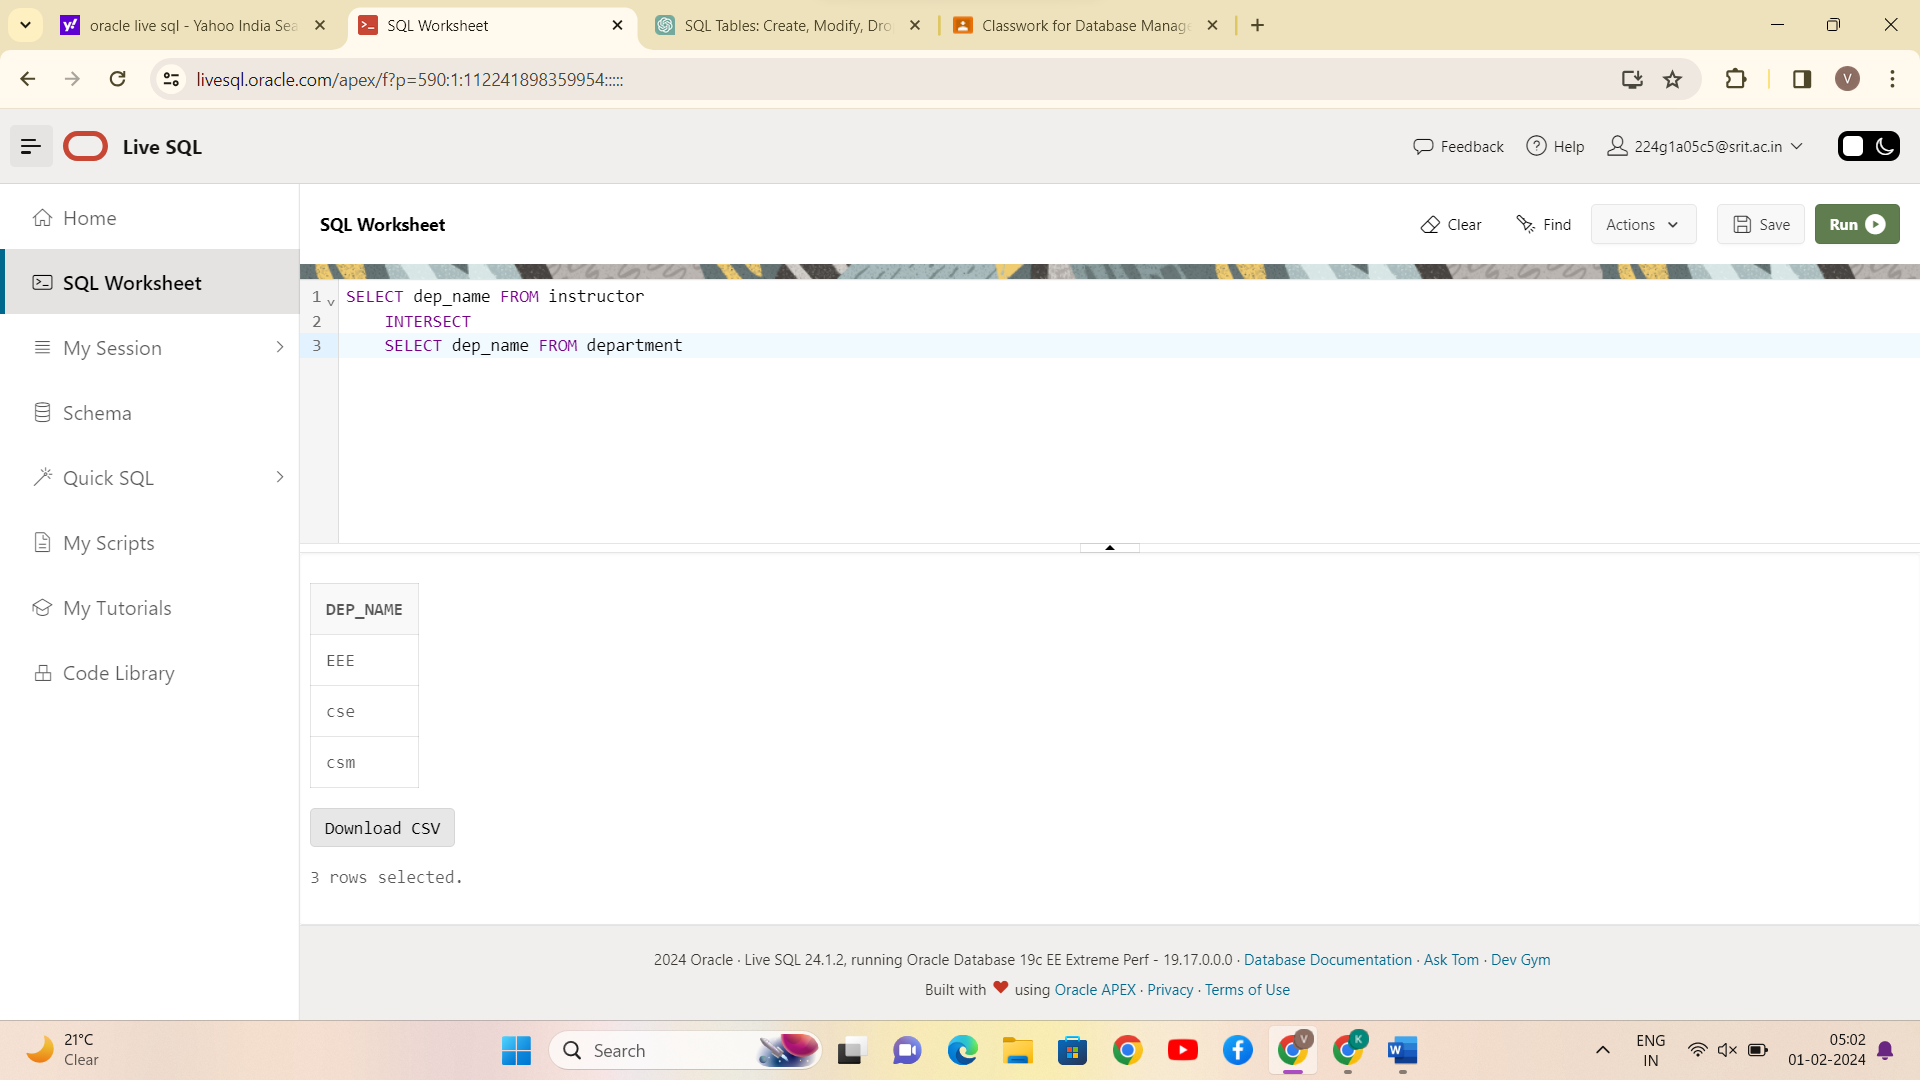 oracle live sql - Yahoo India Sea
SQL Worksheet
SQL Tables: Create, Modify, Dro
Classwork for Database Manage
livesql.oracle.com/apex/f?p=590:1:112241898359954:::::
V
Live SQL
Feedback
Help
224g1a05c5@srit.ac.in
Home
SQL Worksheet
My Session
Schema
Quick SQL
My Scripts
My Tutorials
Code Library
SQL Worksheet
Clear
Find
Actions
Save
Run
1 SELECT dep_name FROM instructor
2 INTERSECT
3 SELECT dep_name FROM department
DEP_NAME
EEE
cse
csm
Download CSV
3 rows selected.
2024 Oracle · Live SQL 24.1.2, running Oracle Database 19c EE Extreme Perf - 19.17.0.0.0 · Database Documentation · Ask Tom · Dev Gym
Built with ❤ using Oracle APEX · Privacy · Terms of Use
21°C
Clear
Search
V
K
W
ENG
IN
05:02
01-02-2024